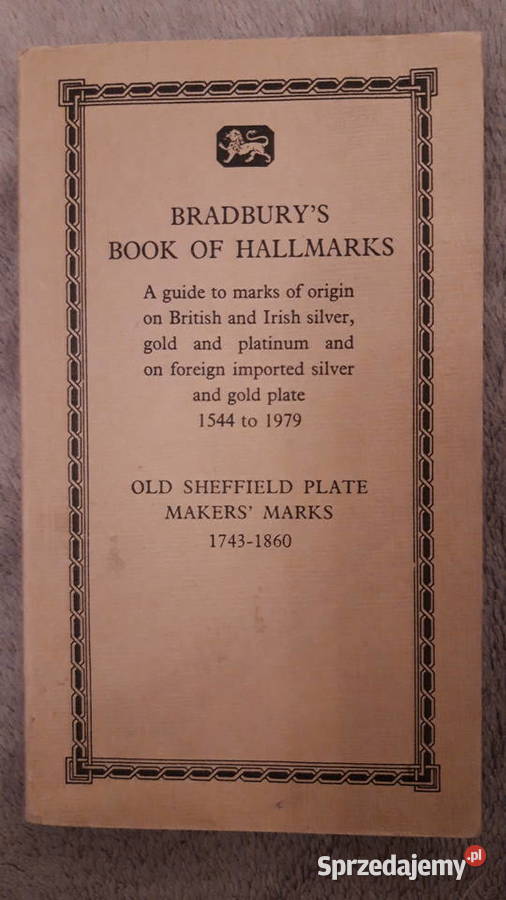 BRADBURY'S
BOOK OF HALLMARKS
A guide to marks of origin
on British and Irish silver,
gold and platinum and
on foreign imported silver
and gold plate
1544 to 1979
OLD SHEFFIELD PLATE
MAKERS' MARKS
1743-1860
Sprzedajemy.pl